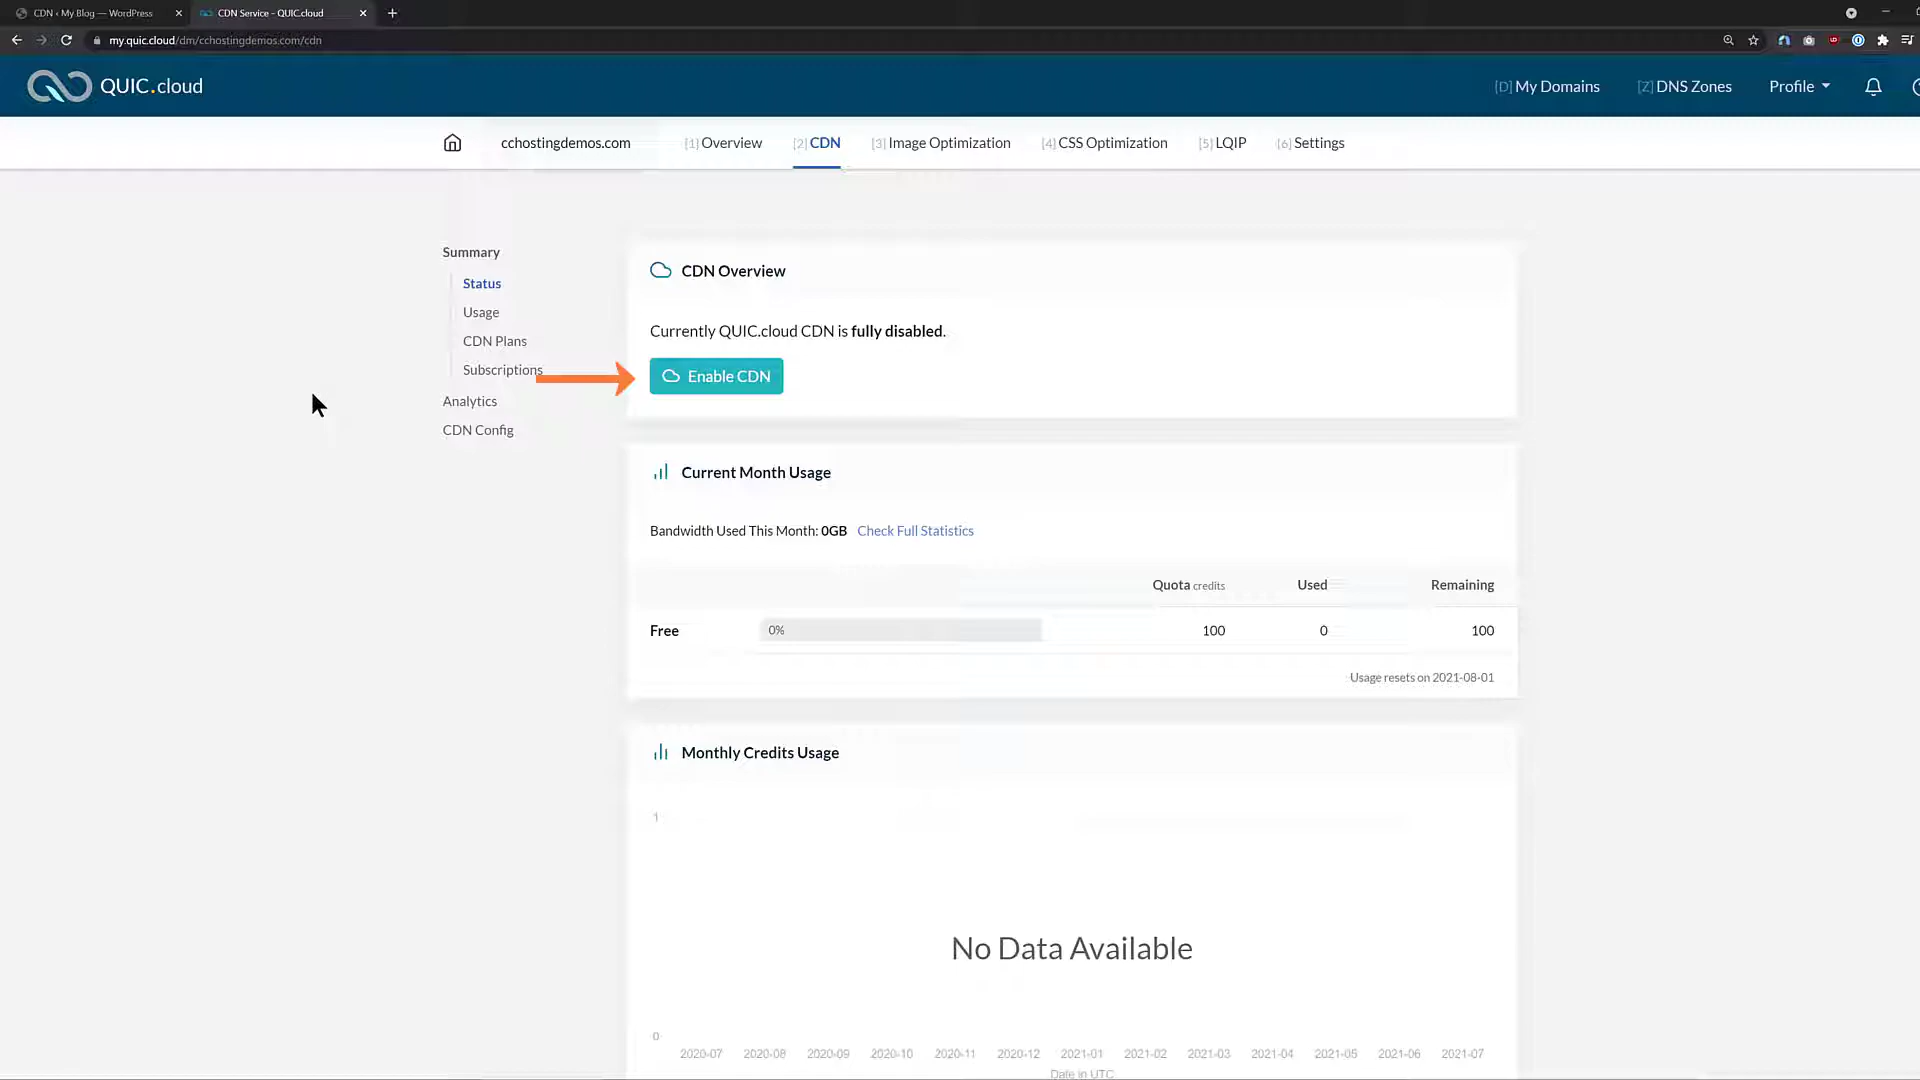 CDN ‹ My Blog — WordPress
CDN Service - QUIC.cloud
my.quic.cloud/dm/cchostingdemos.com/cdn
QUIC.cloud
[D] My Domains
[Z] DNS Zones
Profile
cchostingdemos.com
[1] Overview
[2] CDN
[3] Image Optimization
[4] CSS Optimization
[5] LQIP
[6] Settings
Summary
Status
Usage
CDN Plans
Subscriptions
Analytics
CDN Config
CDN Overview
Currently QUIC.cloud CDN is fully disabled.
Enable CDN
Current Month Usage
Bandwidth Used This Month: 0GB Check Full Statistics
Quota credits Used Remaining
Free 0% 100 0 100
Usage resets on 2021-08-01
Monthly Credits Usage
1
No Data Available
0
2020-07 2020-08 2020-09 2020-10 2020-11 2020-12 2021-01 2021-02 2021-03 2021-04 2021-05 2021-06 2021-07
Date in UTC